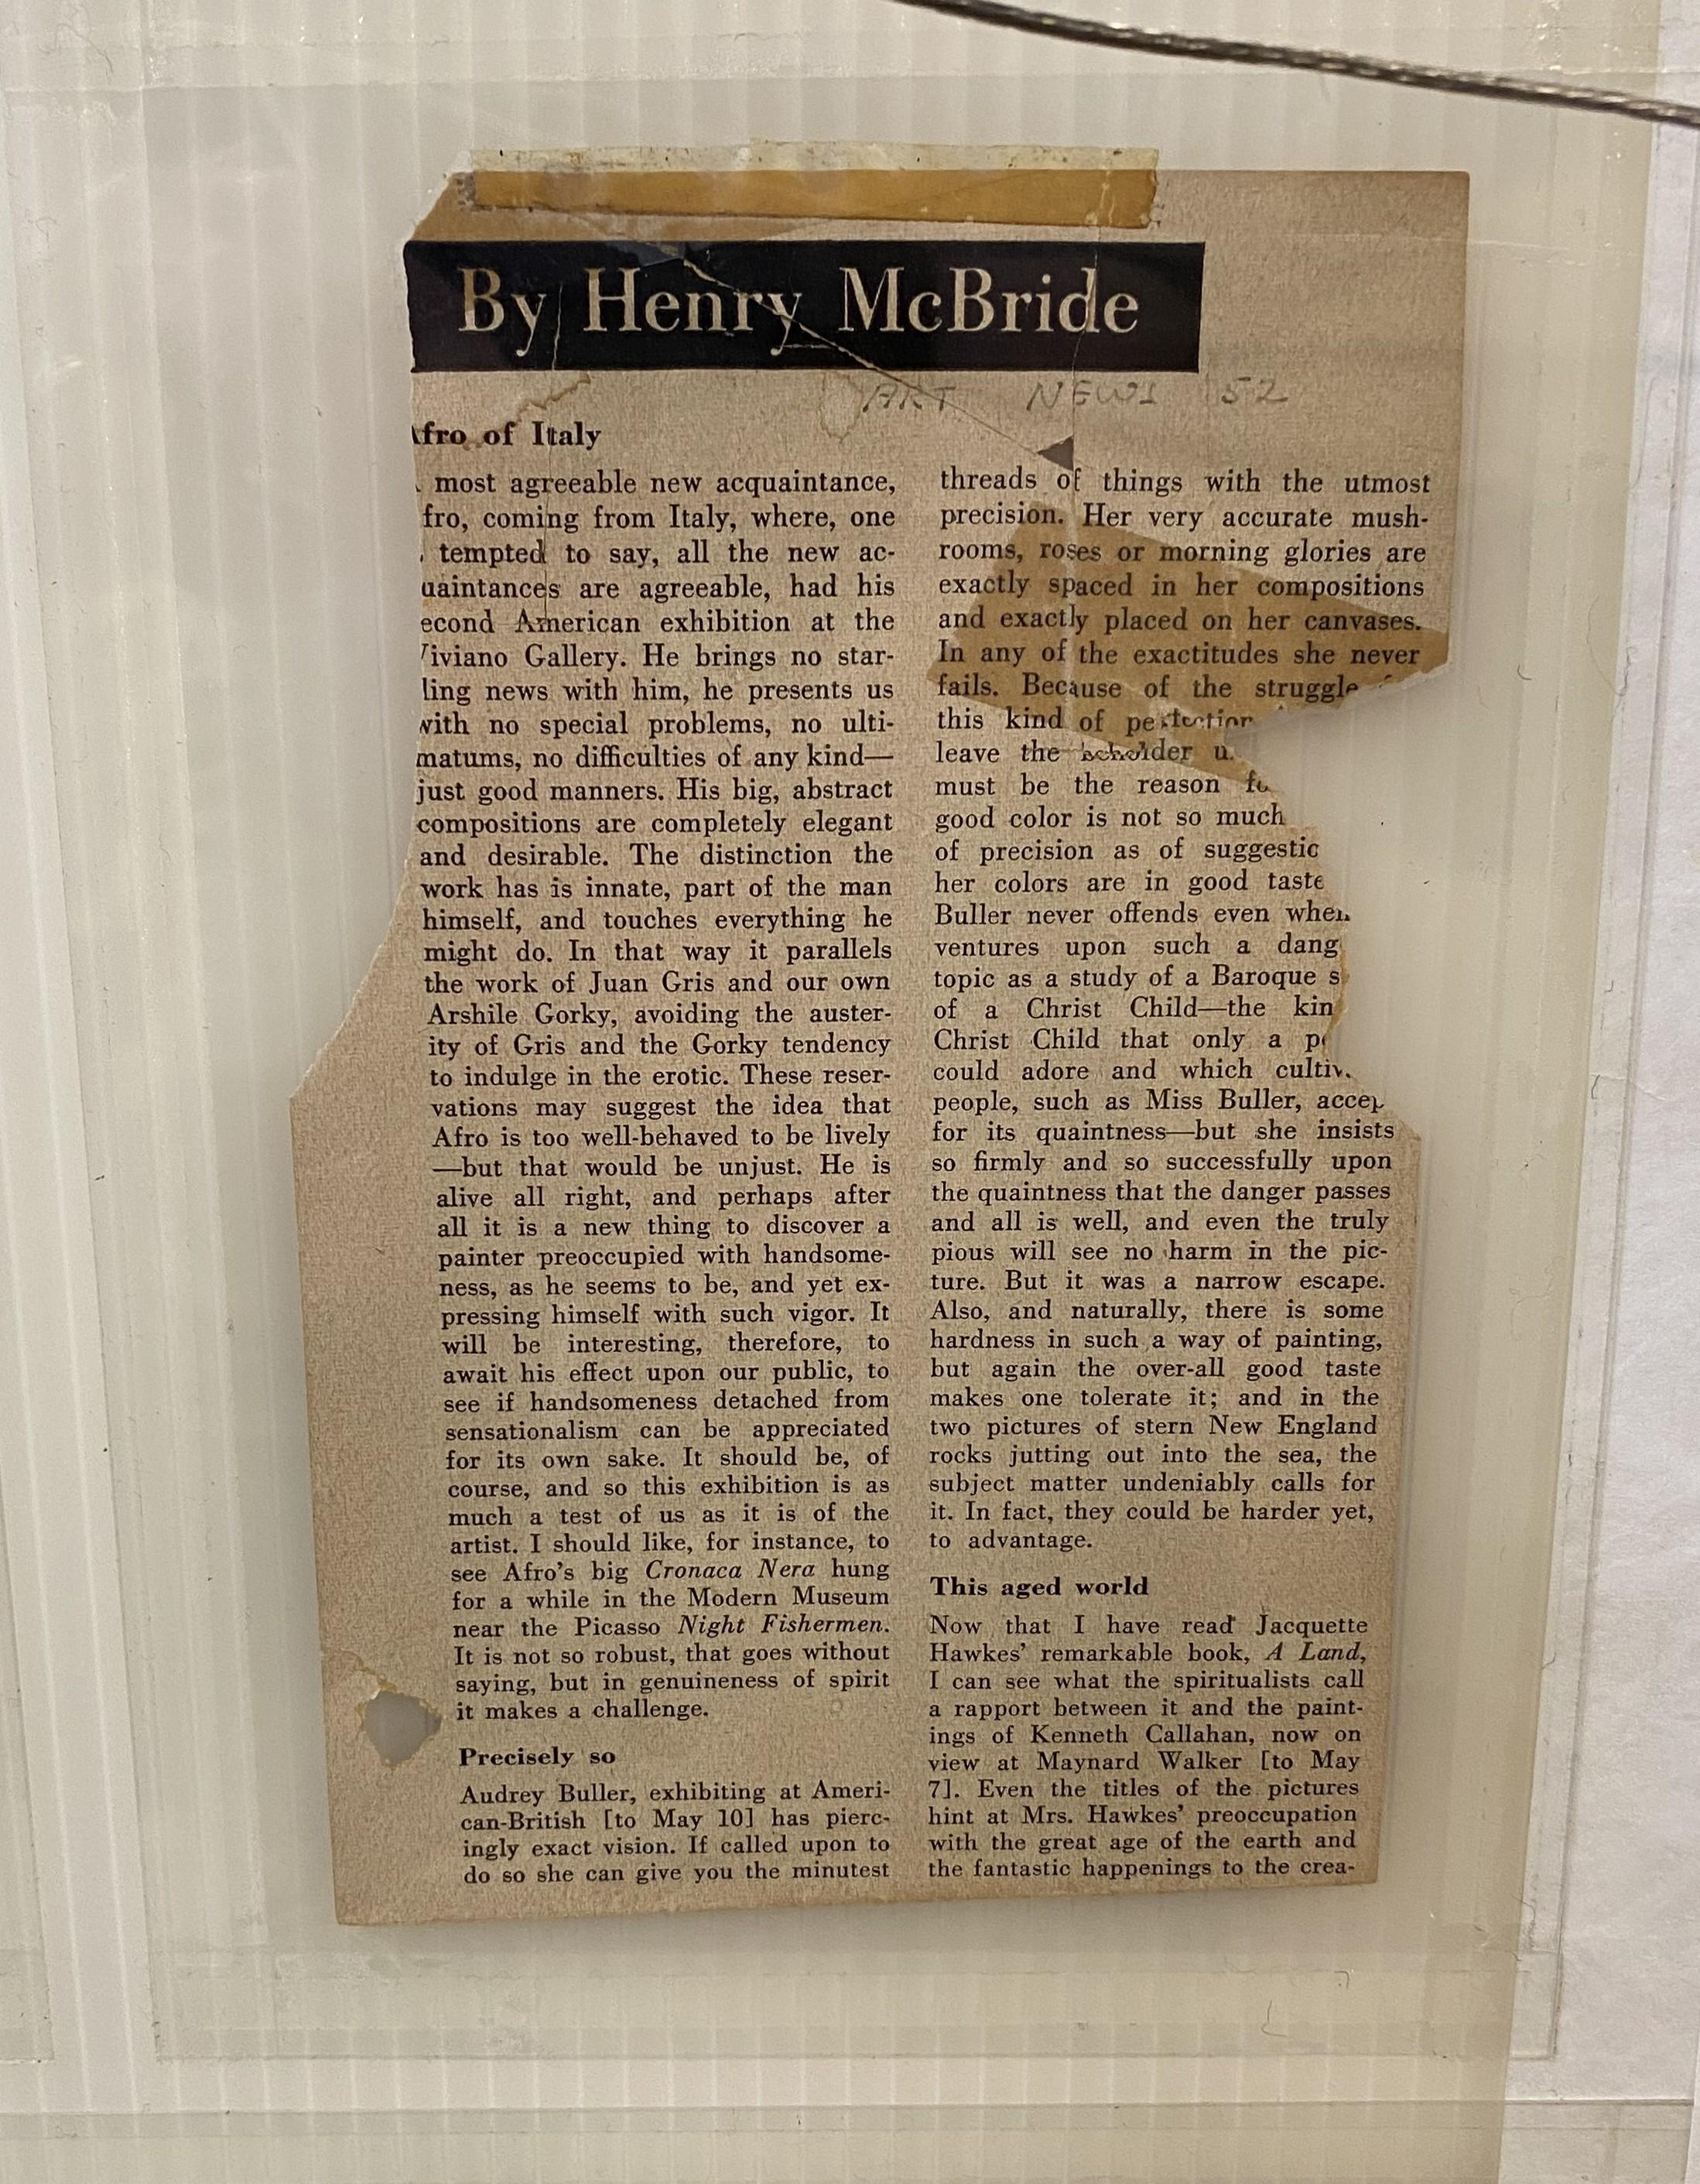 By Henry McBride
ART NEWS 52
Afro of Italy
most agreeable new acquaintance,
fro, coming from Italy, where, one
tempted to say, all the new ac-
uaintances are agreeable, had his
econd American exhibition at the
Viviano Gallery. He brings no star-
ling news with him, he presents us
with no special problems, no ulti-
matums, no difficulties of any kind—
just good manners. His big, abstract
compositions are completely elegant
and desirable. The distinction the
work has is innate, part of the man
himself, and touches everything he
might do. In that way it parallels
the work of Juan Gris and our own
Arshile Gorky, avoiding the auster-
ity of Gris and the Gorky tendency
to indulge in the erotic. These reser-
vations may suggest the idea that
Afro is too well-behaved to be lively
—but that would be unjust. He is
alive all right, and perhaps after
all it is a new thing to discover a
painter preoccupied with handsome-
ness, as he seems to be, and yet ex-
pressing himself with such vigor. It
will be interesting, therefore, to
await his effect upon our public, to
see if handsomeness detached from
sensationalism can be appreciated
for its own sake. It should be, of
course, and so this exhibition is as
much a test of us as it is of the
artist. I should like, for instance, to
see Afro's big Cronaca Nera hung
for a while in the Modern Museum
near the Picasso Night Fishermen.
It is not so robust, that goes without
saying, but in genuineness of spirit
it makes a challenge.
Precisely so
Audrey Buller, exhibiting at Ameri-
can-British [to May 10] has pierc-
ingly exact vision. If called upon to
do so she can give you the minutest
threads of things with the utmost
precision. Her very accurate mush-
rooms, roses or morning glories are
exactly spaced in her compositions
and exactly placed on her canvases.
In any of the exactitudes she never
fails. Because of the struggle
this kind of perfection
leave the beholder
must be the reason
good color is not so much
of precision as of suggestio
her colors are in good taste
Buller never offends even when
ventures upon such a dang
topic as a study of a Baroque s
of a Christ Child—the kin
Christ Child that only a
could adore and which cultiv
people, such as Miss Buller, accep
for its quaintness—but she insists
so firmly and so successfully upon
the quaintness that the danger passes
and all is well, and even the truly
pious will see no harm in the pic-
ture. But it was a narrow escape.
Also, and naturally, there is some
hardness in such a way of painting,
but again the over-all good taste
makes one tolerate it; and in the
two pictures of stern New England
rocks jutting out into the sea, the
subject matter undeniably calls for
it. In fact, they could be harder yet,
to advantage.
This aged world
Now that I have read Jacquette
Hawkes' remarkable book, A Land,
I can see what the spiritualists call
a rapport between it and the paint-
ings of Kenneth Callahan, now on
view at Maynard Walker [to May
7]. Even the titles of the pictures
hint at Mrs. Hawkes' preoccupation
with the great age of the earth and
the fantastic happenings to the crea-